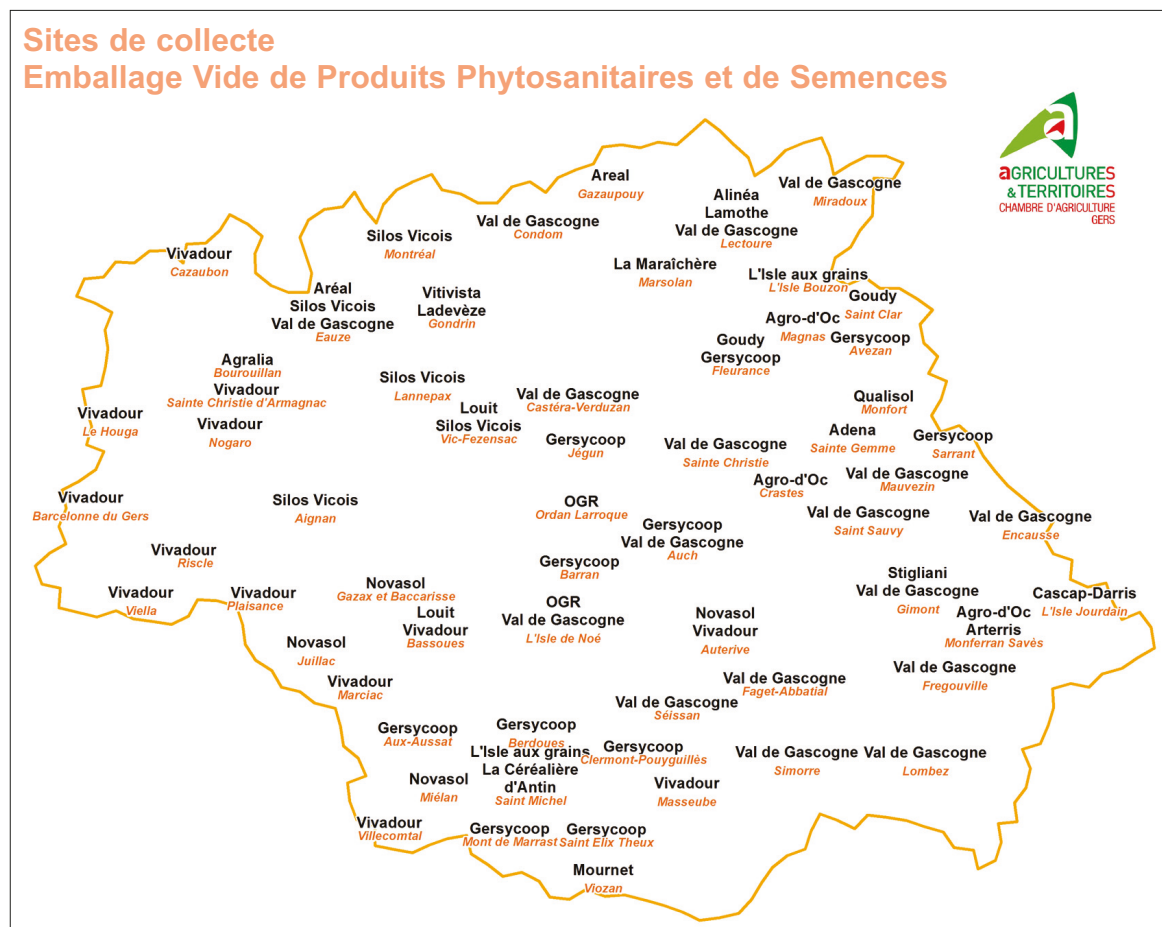 Sites de collecte
Emballage Vide de Produits Phytosanitaires et de Semences
aGRICULTURES
& TERRITOIRES
CHAMBRE D'AGRICULTURE
GERS
Areal
Gazaupouy
Val de Gascogne
Miradoux
Alinéa
Lamothe
Val de Gascogne
Lectoure
Val de Gascogne
Condom
Silos Vicois
Montréal
Vivadour
Cazaubon
La Maraîchère
Marsolan
L'Isle aux grains
L'Isle Bouzon
Goudy
Saint Clar
Aréal
Silos Vicois
Val de Gascogne
Eauze
Vitivista
Ladevèze
Gondrin
Agro-d'Oc
Magnas
Gersycoop
Avezan
Goudy
Gersycoop
Fleurance
Agralia
Bourouillan
Vivadour
Sainte Christie d'Armagnac
Silos Vicois
Lannepax
Val de Gascogne
Castéra-Verduzan
Qualisol
Monfort
Vivadour
Le Houga
Vivadour
Nogaro
Louit
Silos Vicois
Vic-Fezensac
Gersycoop
Jégun
Val de Gascogne
Sainte Christie
Adena
Sainte Gemme
Gersycoop
Sarrant
Agro-d'Oc
Crastes
Val de Gascogne
Mauvezin
Vivadour
Barcelonne du Gers
Silos Vicois
Aignan
OGR
Ordan Larroque
Val de Gascogne
Saint Sauvy
Val de Gascogne
Encausse
Gersycoop
Val de Gascogne
Auch
Vivadour
Riscle
Gersycoop
Barran
Stigliani
Val de Gascogne
Gimont
Vivadour
Viella
Vivadour
Plaisance
Novasol
Gazax et Baccarisse
Cascap-Darris
L'Isle Jourdain
Louit
Vivadour
Bassoues
OGR
Val de Gascogne
L'Isle de Noé
Novasol
Vivadour
Auterive
Agro-d'Oc
Arterris
Monferran Savès
Novasol
Juillac
Val de Gascogne
Fregouville
Vivadour
Marciac
Val de Gascogne
Faget-Abbatial
Val de Gascogne
Séissan
Gersycoop
Aux-Aussat
Gersycoop
Berdoues
L'Isle aux grains
La Céréalière
d'Antin
Saint Michel
Gersycoop
Clermont-Pouyguillès
Val de Gascogne
Simorre
Val de Gascogne
Lombez
Novasol
Miélan
Vivadour
Masseube
Vivadour
Villecomtal
Gersycoop
Mont de Marrast
Gersycoop
Saint Elix Theux
Mournet
Viozan